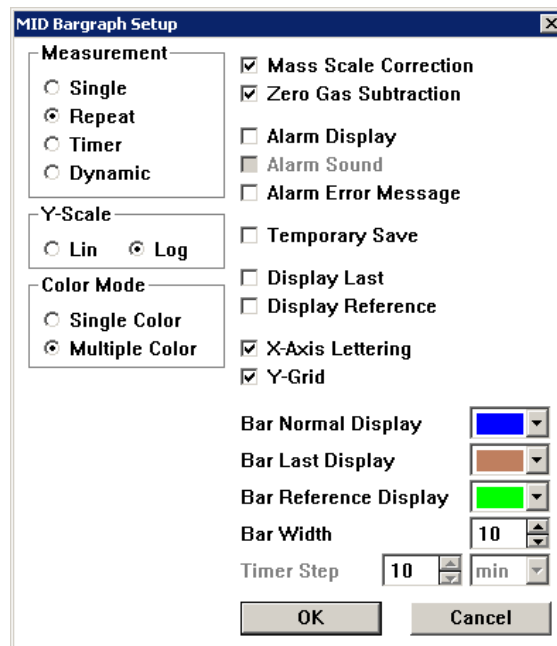 MID Bargraph Setup
Measurement
Single
Repeat
Timer
Dynamic
Y-Scale
Lin Log
Color Mode
Single Color
Multiple Color
Mass Scale Correction
Zero Gas Subtraction
Alarm Display
Alarm Sound
Alarm Error Message
Temporary Save
Display Last
Display Reference
X-Axis Lettering
Y-Grid
Bar Normal Display
Bar Last Display
Bar Reference Display
Bar Width 10
Timer Step 10 min
OK Cancel